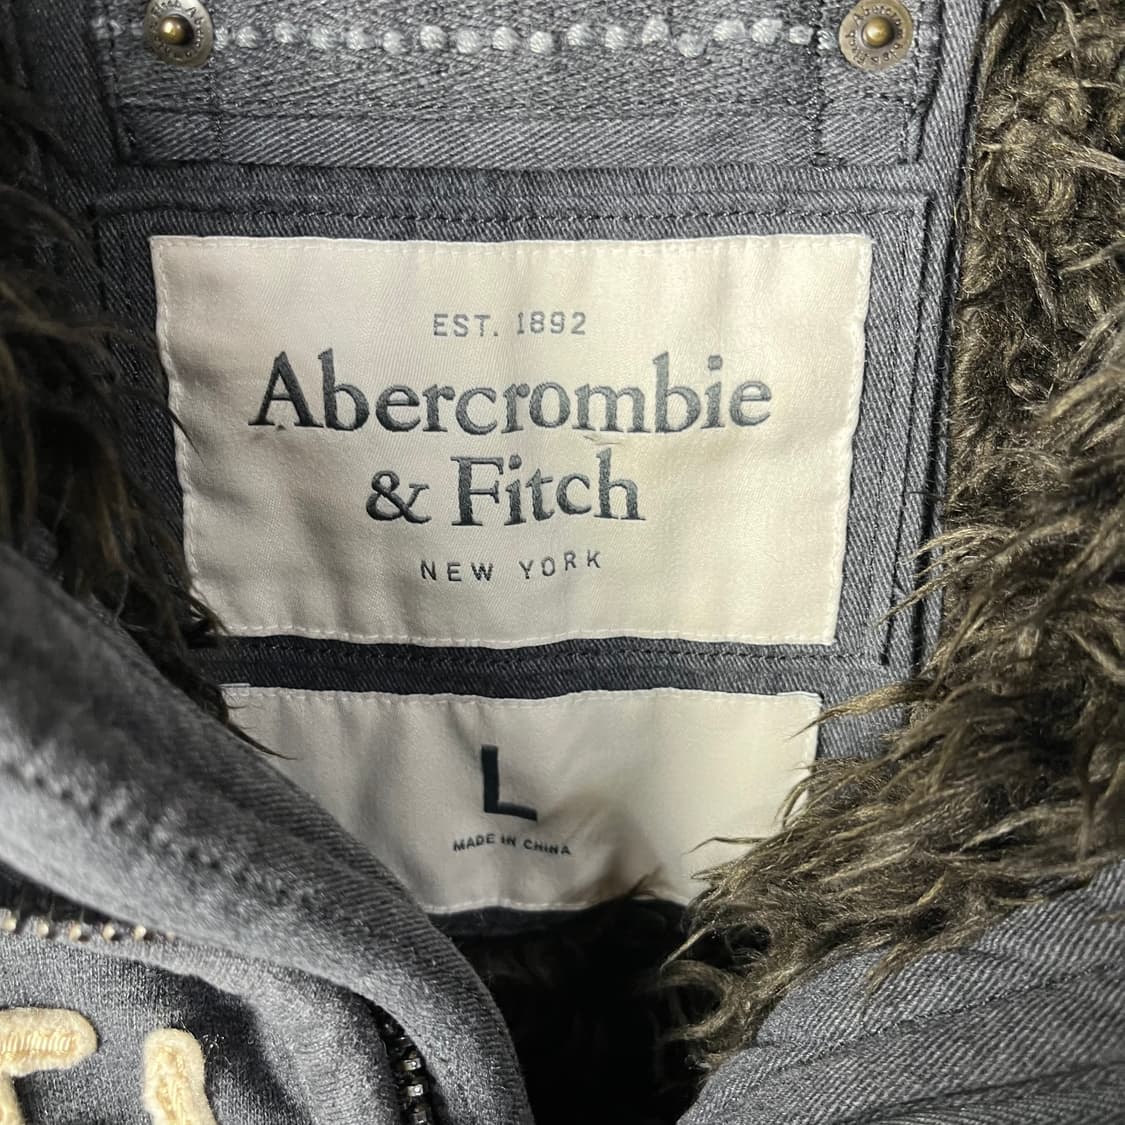 EST. 1892
Abercrombie
& Fitch
NEW YORK
L
MADE IN CHINA